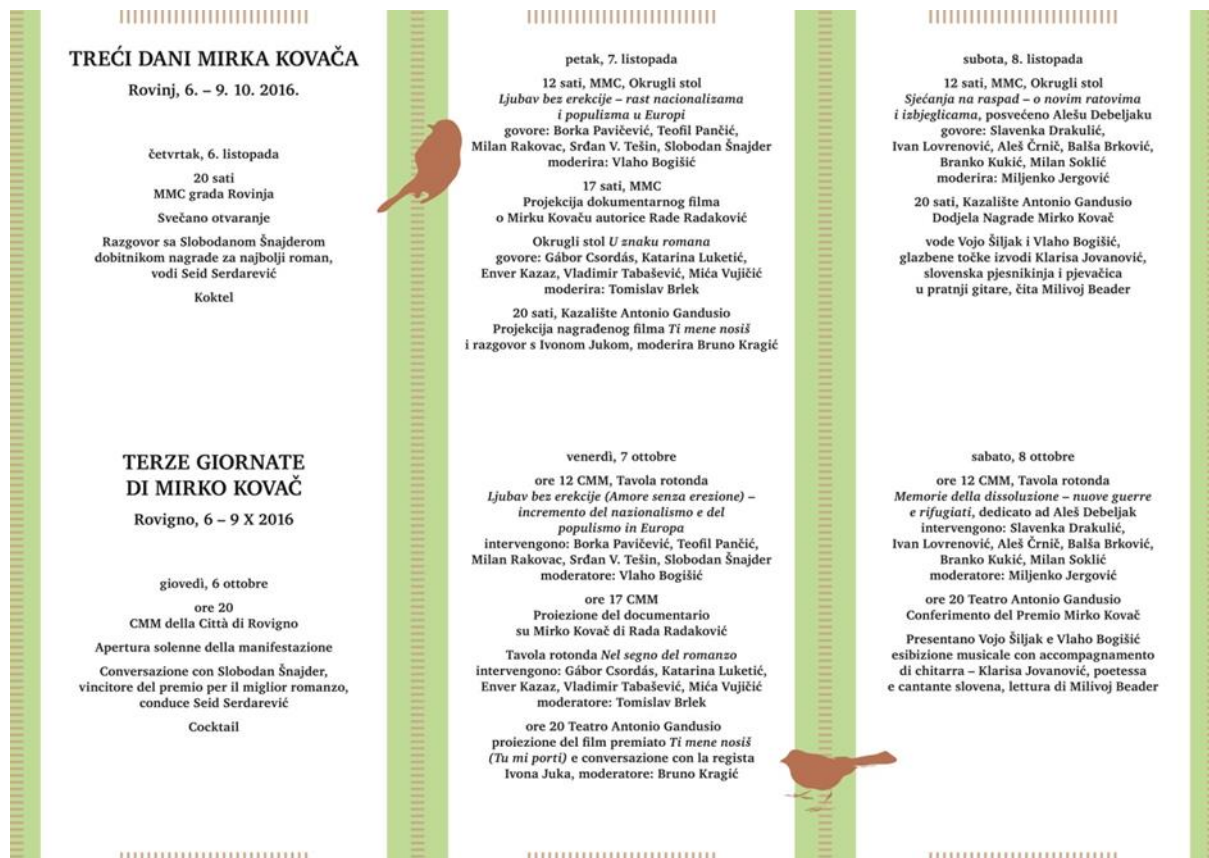 TREĆI DANI MIRKA KOVAČA
Rovinj, 6. – 9. 10. 2016.
četvrtak, 6. listopada
20 sati
MMC grada Rovinja
Svečano otvaranje
Razgovor sa Slobodanom Šnajderom
dobitnikom nagrade za najbolji roman,
vodi Seid Serdarević
Koktel
petak, 7. listopada
12 sati, MMC, Okrugli stol
Ljubav bez erekcije – rast nacionalizama
i populizma u Europi
govore: Borka Pavičević, Teofil Pančić,
Milan Rakovac, Srđan V. Tešin, Slobodan Šnajder
moderira: Vlaho Bogišić
17 sati, MMC
Projekcija dokumentarnog filma
o Mirku Kovaču autorice Rade Radaković
Okrugli stol U znaku romana
govore: Gábor Csordás, Katarina Luketić,
Enver Kazaz, Vladimir Tabašević, Mića Vujičić
moderira: Tomislav Brlek
20 sati, Kazalište Antonio Gandusio
Projekcija nagrađenog filma Ti mene nosiš
i razgovor s Ivonom Jukom, moderira Bruno Kragić
subota, 8. listopada
12 sati, MMC, Okrugli stol
Sjećanja na raspad – o novim ratovima
i izbjeglicama, posvećeno Alešu Debeljaku
govore: Slavenka Drakulić,
Ivan Lovrenović, Aleš Črnič, Balša Brković,
Branko Kukić, Milan Soklić
moderira: Miljenko Jergović
20 sati, Kazalište Antonio Gandusio
Dodjela Nagrade Mirko Kovač
vode Vojo Šiljak i Vlaho Bogišić,
glazbene točke izvodi Klarisa Jovanović,
slovenska pjesnikinja i pjevačica
u pratnji gitare, čita Milivoj Beader
TERZE GIORNATE
DI MIRKO KOVAČ
Rovigno, 6 – 9 X 2016
giovedì, 6 ottobre
ore 20
CMM della Città di Rovigno
Apertura solenne della manifestazione
Conversazione con Slobodan Šnajder,
vincitore del premio per il miglior romanzo,
conduce Seid Serdarević
Cocktail
venerdì, 7 ottobre
ore 12 CMM, Tavola rotonda
Ljubav bez erekcije (Amore senza erezione) –
incremento del nazionalismo e del
populismo in Europa
intervengono: Borka Pavičević, Teofil Pančić,
Milan Rakovac, Srđan V. Tešin, Slobodan Šnajder
moderatore: Vlaho Bogišić
ore 17 CMM
Proiezione del documentario
su Mirko Kovač di Rada Radaković
Tavola rotonda Nel segno del romanzo
intervengono: Gábor Csordás, Katarina Luketić,
Enver Kazaz, Vladimir Tabašević, Mića Vujičić
moderatore: Tomislav Brlek
ore 20 Teatro Antonio Gandusio
proiezione del film premiato Ti mene nosiš
(Tu mi porti) e conversazione con la regista
Ivona Juka, moderatore: Bruno Kragić
sabato, 8 ottobre
ore 12 CMM, Tavola rotonda
Memorie della dissoluzione – nuove guerre
e rifugiati, dedicato ad Aleš Debeljak
intervengono: Slavenka Drakulić,
Ivan Lovrenović, Aleš Črnič, Balša Brković,
Branko Kukić, Milan Soklić
moderatore: Miljenko Jergović
ore 20 Teatro Antonio Gandusio
Conferimento del Premio Mirko Kovač
Presentano Vojo Šiljak e Vlaho Bogišić
esibizione musicale con accompagnamento
di chitarra – Klarisa Jovanović, poetessa
e cantante slovena, lettura di Milivoj Beader